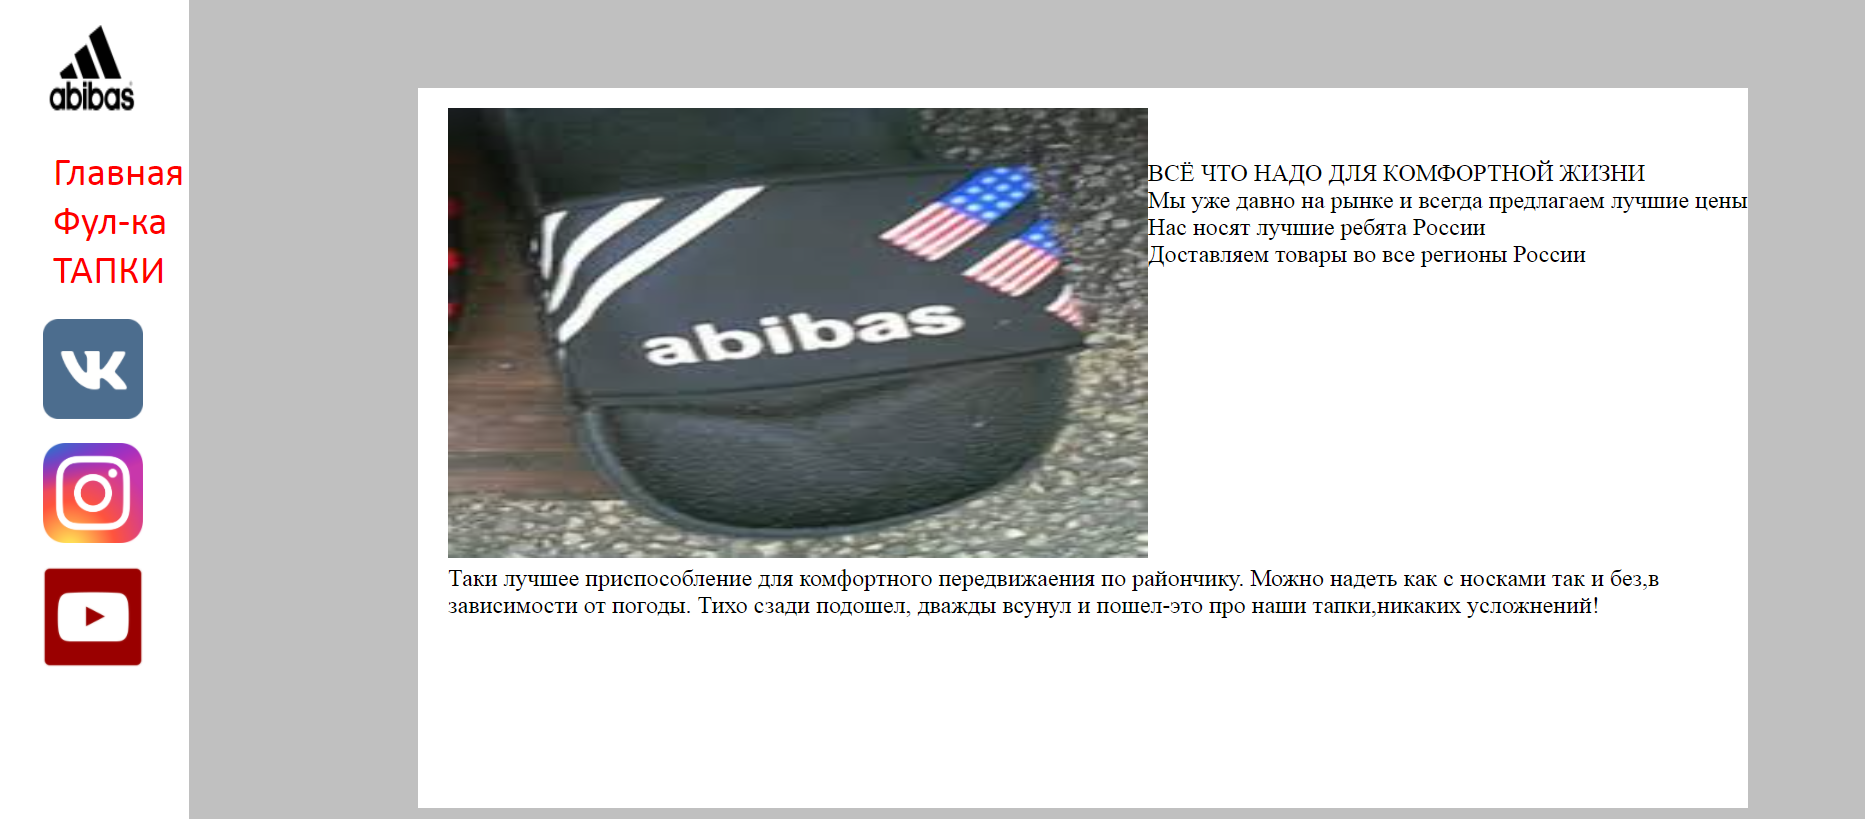 abibas
Главная
Фул-ка
ТАПКИ
abibas
ВСЁ ЧТО НАДО ДЛЯ КОМФОРТНОЙ ЖИЗНИ
Мы уже давно на рынке и всегда предлагаем лучшие цены
Нас носят лучшие ребята России
Доставляем товары во все регионы России
Таки лучшее приспособление для комфортного передвижаения по райончику. Можно надеть как с носками так и без,в
зависимости от погоды. Тихо сзади подошел, дважды всунул и пошел-это про наши тапки,никаких усложнений!